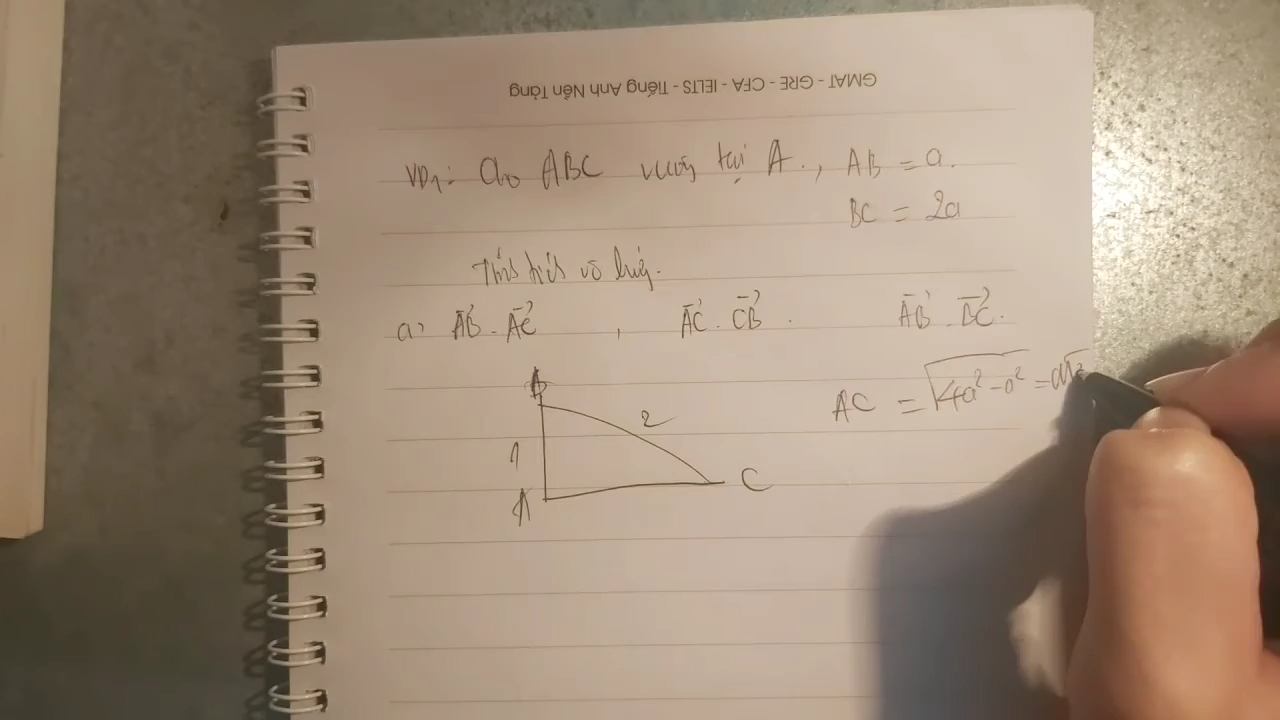 GMAT - GRE - CFA - IELTS - Tiếng Anh Nền Tảng
VD1: Cho ABC vuông tại A., AB = a.
BC = 2a
Tính tích vô hướng.
a) AB→ . AC→ , AC→ . CB→ . AB→ . BC→ .
AC = √4a² - a² = a√3
B
2
1
A
C